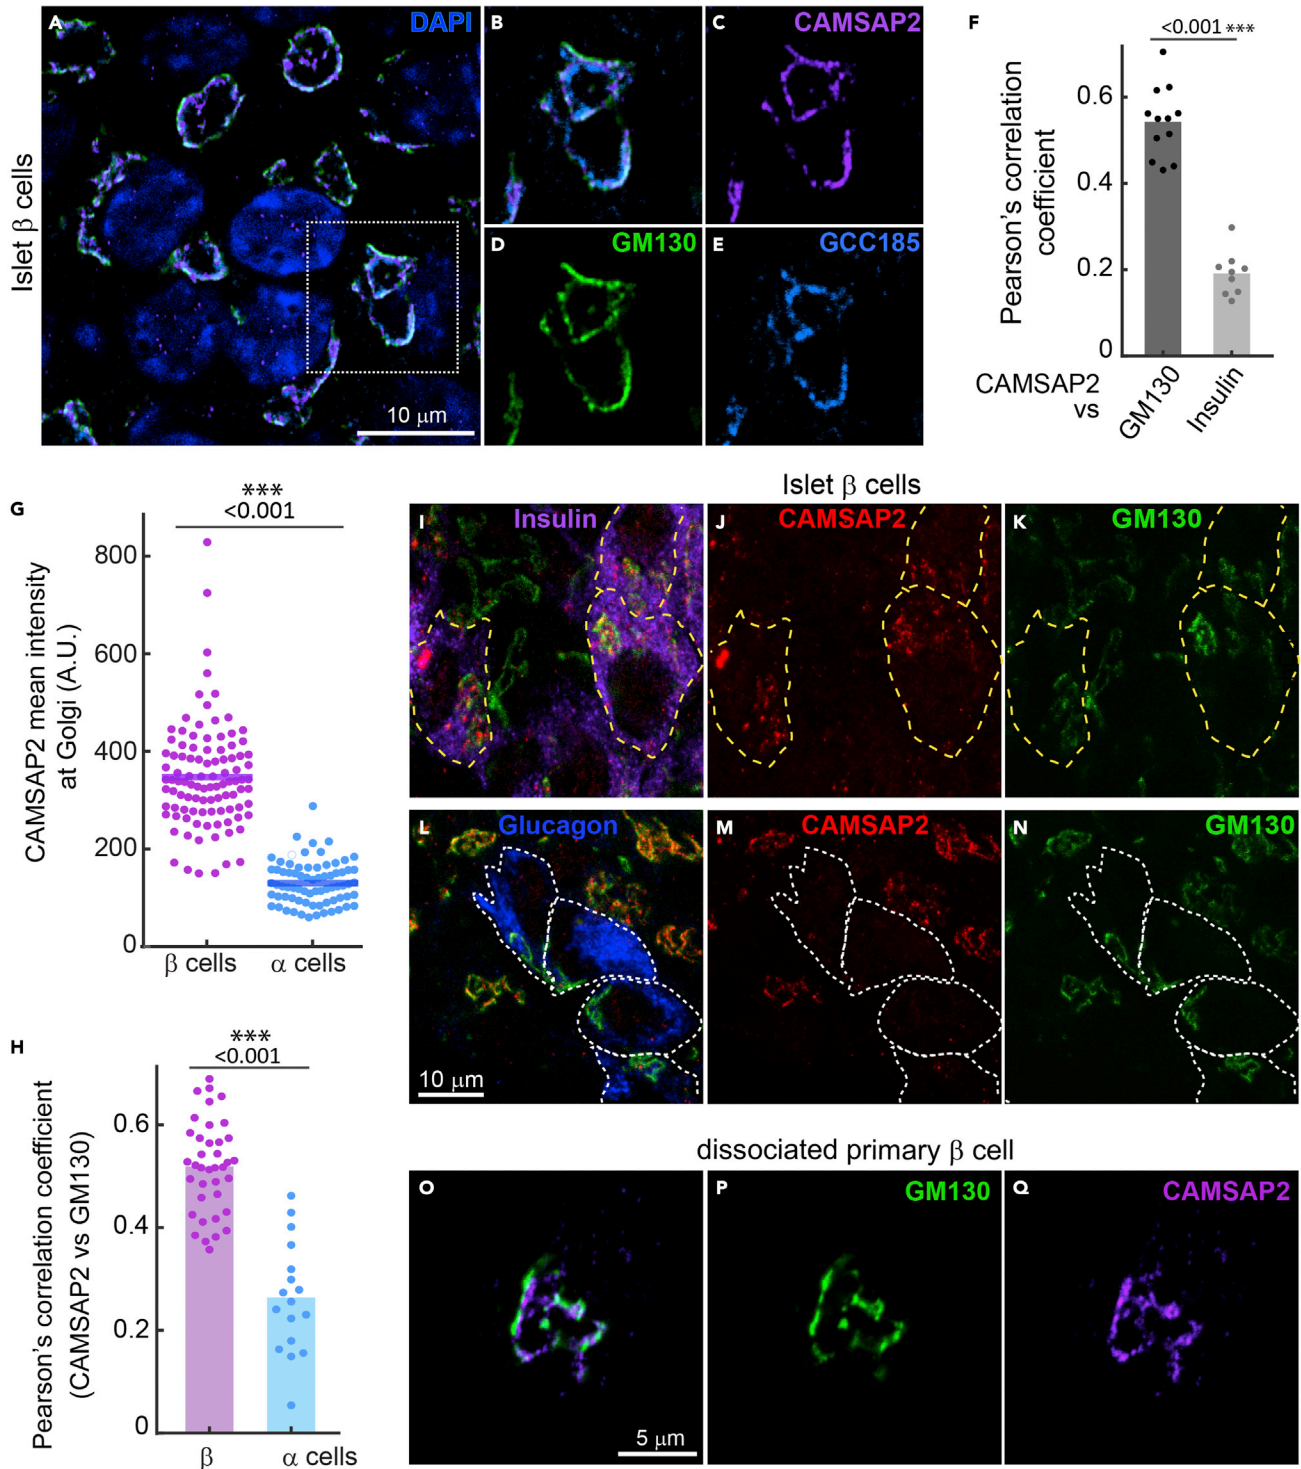 A
DAPI
B
C
CAMSAP2
D
GM130
E
GCC185
Islet β cells
10 μm
F
<0.001 ***
Pearson's correlation
coefficient
0.6
0.4
0.2
0
CAMSAP2
vs
GM130
Insulin
G
***
<0.001
CAMSAP2 mean intensity
at Golgi (A.U.)
800
600
400
200
0
β cells
α cells
H
***
<0.001
Pearson's correlation coefficient
(CAMSAP2 vs GM130)
0.6
0.4
0.2
0
β
α cells
Islet β cells
I
Insulin
J
CAMSAP2
K
GM130
L
Glucagon
M
CAMSAP2
N
GM130
10 μm
dissociated primary β cell
O
P
GM130
Q
CAMSAP2
5 μm